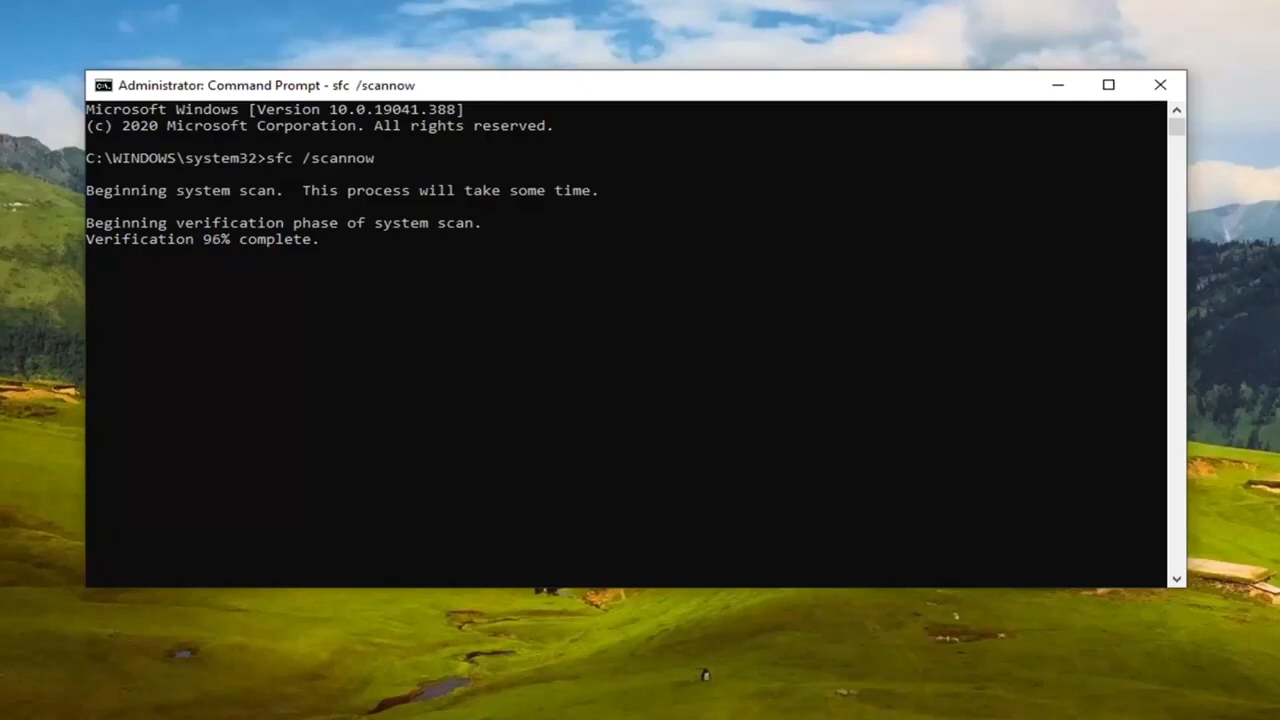 Administrator: Command Prompt - sfc  /scannow
Microsoft Windows [Version 10.0.19041.388]
(c) 2020 Microsoft Corporation. All rights reserved.
C:\WINDOWS\system32>sfc /scannow
Beginning system scan.  This process will take some time.
Beginning verification phase of system scan.
Verification 96% complete.